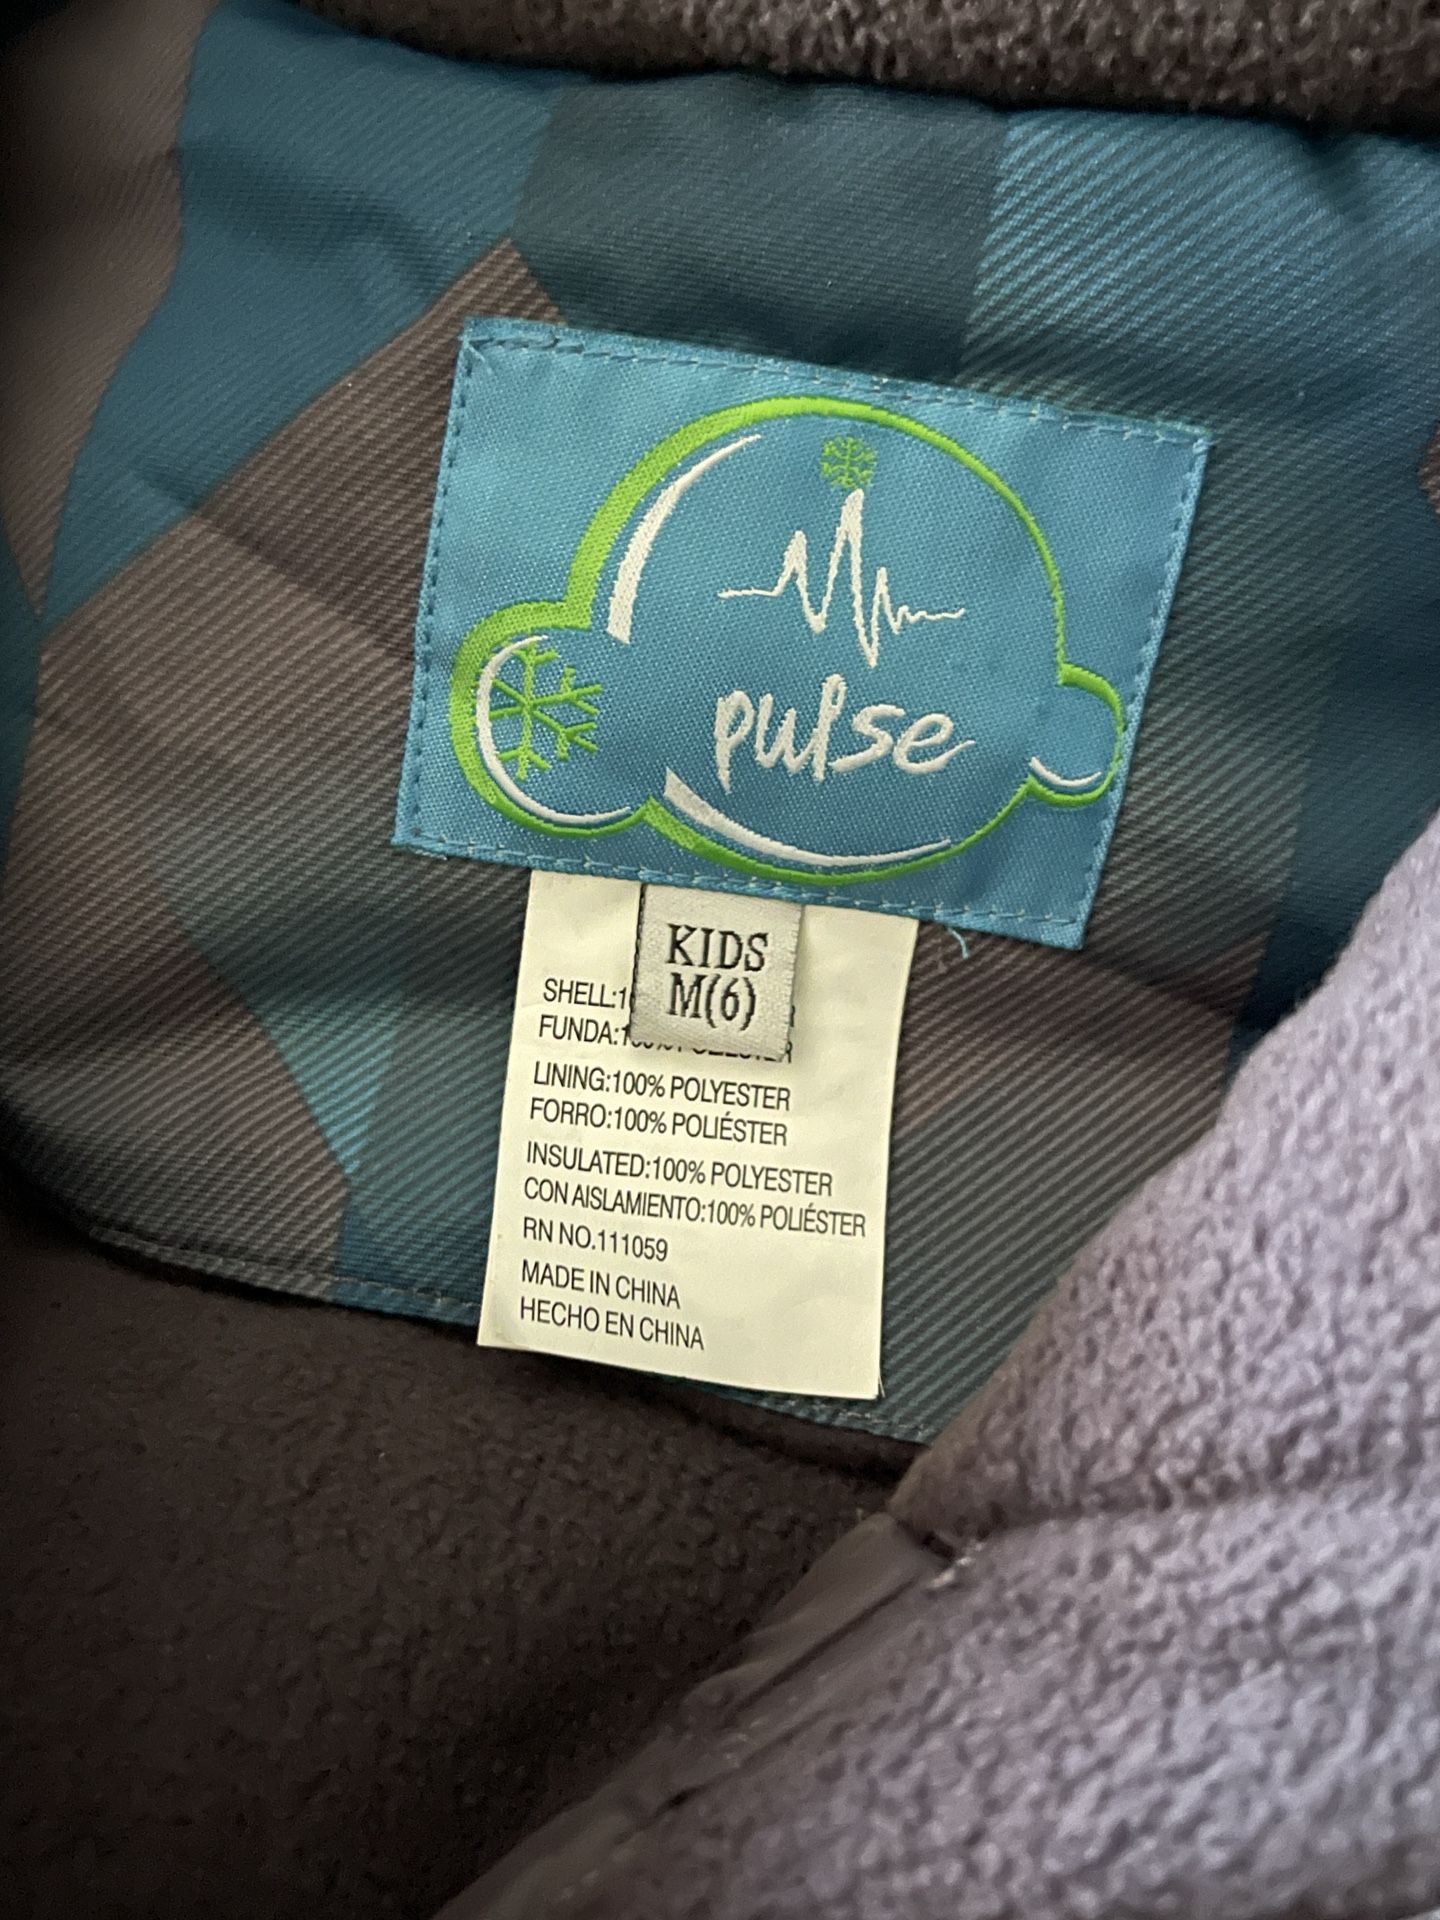 pulse
KIDS
M(6)
SHELL:
FUNDA:
LINING:100% POLYESTER
FORRO:100% POLIÉSTER
INSULATED:100% POLYESTER
CON AISLAMIENTO:100% POLIÉSTER
RN NO.111059
MADE IN CHINA
HECHO EN CHINA